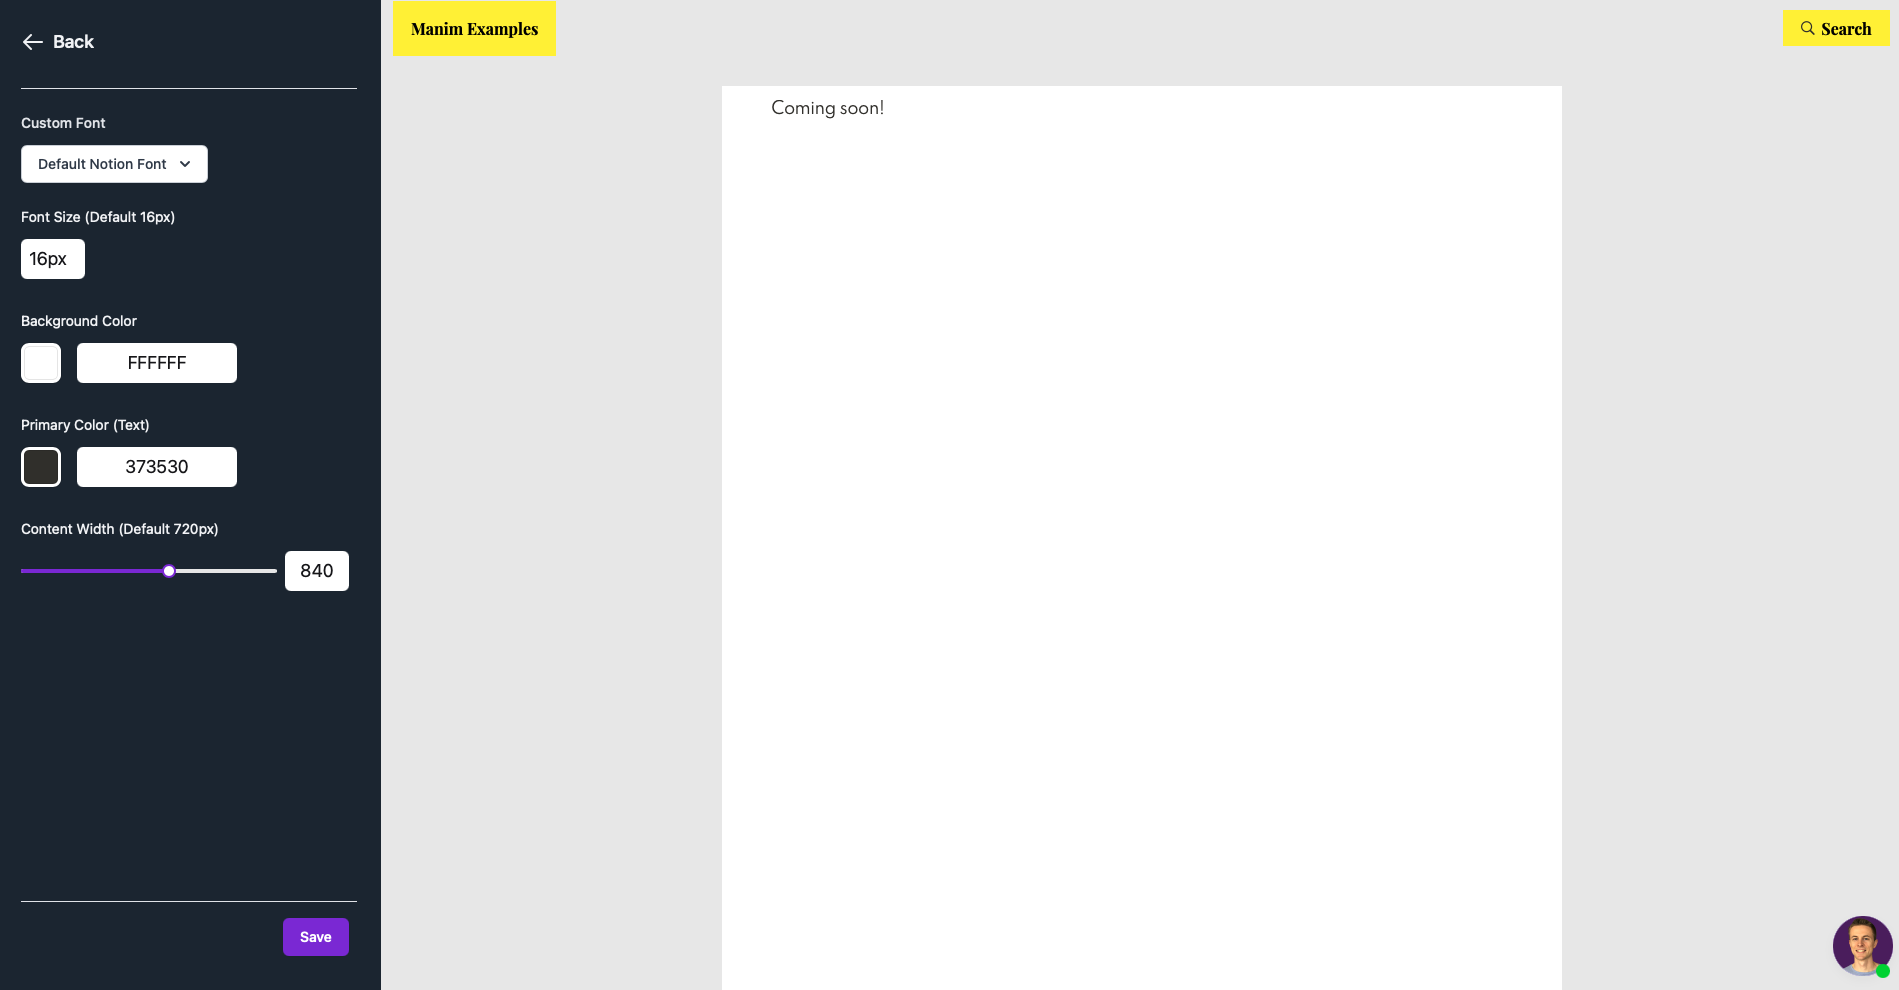 Back
Custom Font
Default Notion Font
Font Size (Default 16px)
16px
Background Color
FFFFFF
Primary Color (Text)
373530
Content Width (Default 720px)
840
Save
Manim Examples
Search
Coming soon!